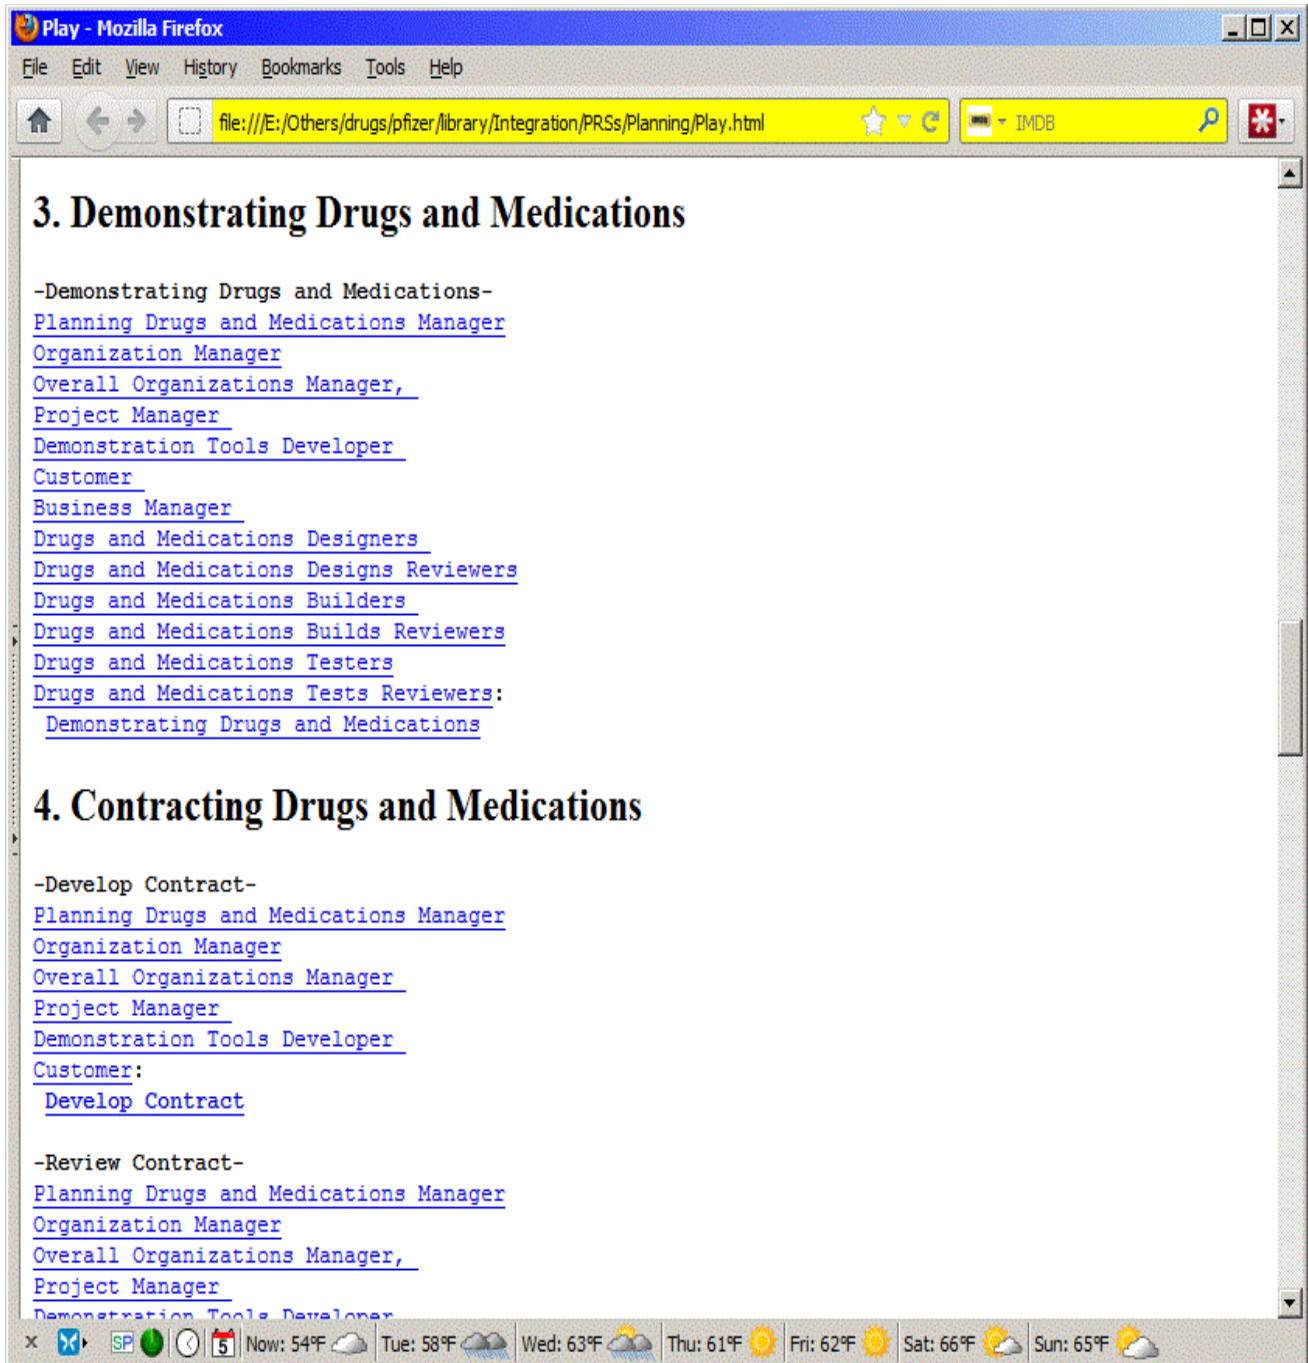 Play - Mozilla Firefox
File Edit View History Bookmarks Tools Help
file:///E:/Others/drugs/pfizer/library/Integration/PRSs/Planning/Play.html IMDB
3. Demonstrating Drugs and Medications
-Demonstrating Drugs and Medications-
Planning Drugs and Medications Manager
Organization Manager
Overall Organizations Manager,
Project Manager
Demonstration Tools Developer
Customer
Business Manager
Drugs and Medications Designers
Drugs and Medications Designs Reviewers
Drugs and Medications Builders
Drugs and Medications Builds Reviewers
Drugs and Medications Testers
Drugs and Medications Tests Reviewers:
Demonstrating Drugs and Medications
4. Contracting Drugs and Medications
-Develop Contract-
Planning Drugs and Medications Manager
Organization Manager
Overall Organizations Manager
Project Manager
Demonstration Tools Developer
Customer:
Develop Contract
-Review Contract-
Planning Drugs and Medications Manager
Organization Manager
Overall Organizations Manager,
Project Manager
Demonstration Tools Developer
x SP 5 Now: 54°F Tue: 58°F Wed: 63°F Thu: 61°F Fri: 62°F Sat: 66°F Sun: 65°F